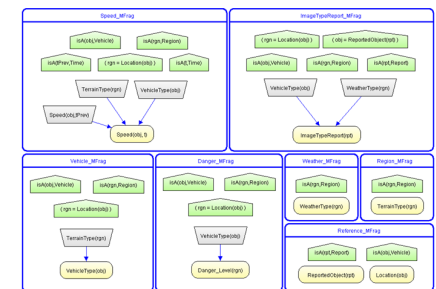 Speed_MFrag
isA(obj,Vehicle)
isA(rgn,Region)
isA(tPrev,Time)
( rgn = Location(obj) )
isA(t,Time)
TerrainType(rgn)
VehicleType(obj)
Speed(obj, tPrev)
Speed(obj, t)
ImageTypeReport_MFrag
( rgn = Location(obj) )
( obj = ReportedObject(rpt) )
isA(obj,Vehicle)
isA(rgn,Region)
isA(rpt,Report)
VehicleType(obj)
WeatherType(rgn)
ImageTypeReport(rpt)
Vehicle_MFrag
isA(obj,Vehicle)
isA(rgn,Region)
( rgn = Location(obj) )
TerrainType(rgn)
VehicleType(obj)
Danger_MFrag
isA(obj,Vehicle)
isA(rgn,Region)
( rgn = Location(obj) )
VehicleType(obj)
Danger_Level(rgn)
Weather_MFrag
isA(rgn,Region)
WeatherType(rgn)
Region_MFrag
isA(rgn,Region)
TerrainType(rgn)
Reference_MFrag
isA(rpt,Report)
isA(obj,Vehicle)
ReportedObject(rpt)
Location(obj)